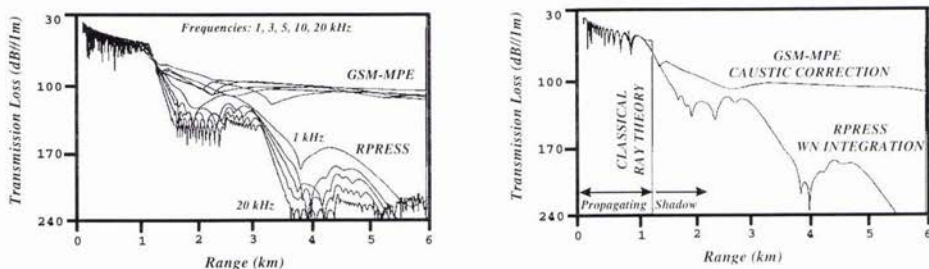 Transmission Loss (dB//1m)
30
100
170
240
Frequencies: 1, 3, 5, 10, 20 kHz
GSM-MPE
1 kHz
RPRESS
20 kHz
0 1 2 3 4 5 6
Range (km)
Transmission Loss (dB//1m)
30
100
170
240
GSM-MPE
CAUSTIC CORRECTION
CLASSICAL
RAY THEORY
RPRESS
WN INTEGRATION
Propagating Shadow
0 1 2 3 4 5 6
Range (km)